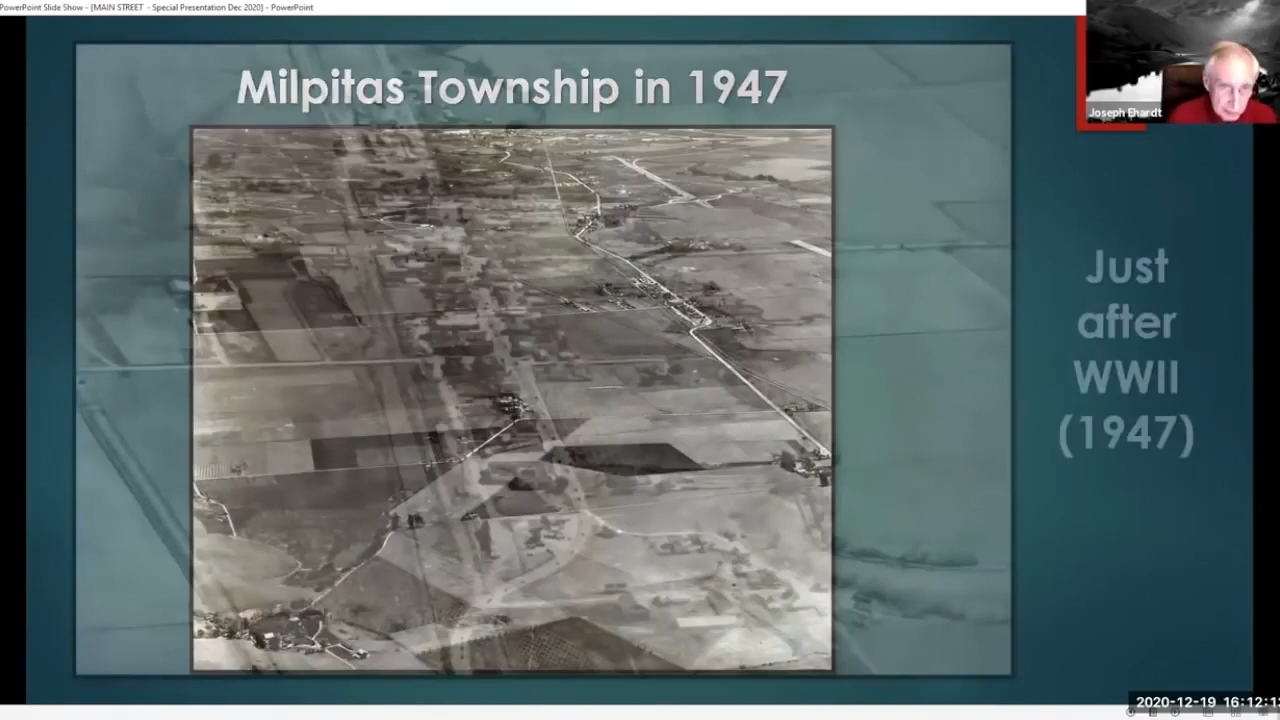 PowerPoint Slide Show - [MAIN STREET - Special Presentation Dec 2020] - PowerPoint
Milpitas Township in 1947
Joseph Ehardt
Just
after
WWII
(1947)
2020-12-19 16:12:1